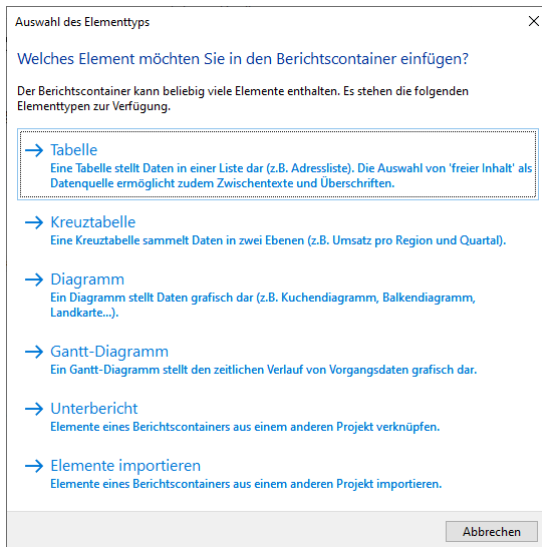 Auswahl des Elementtyps
Welches Element möchten Sie in den Berichtscontainer einfügen?
Der Berichtscontainer kann beliebig viele Elemente enthalten. Es stehen die folgenden
Elementtypen zur Verfügung.
Tabelle
Eine Tabelle stellt Daten in einer Liste dar (z.B. Adressliste). Die Auswahl von 'freier Inhalt' als
Datenquelle ermöglicht zudem Zwischentexte und Überschriften.
Kreuztabelle
Eine Kreuztabelle sammelt Daten in zwei Ebenen (z.B. Umsatz pro Region und Quartal).
Diagramm
Ein Diagramm stellt Daten grafisch dar (z.B. Kuchendiagramm, Balkendiagramm,
Landkarte...).
Gantt-Diagramm
Ein Gantt-Diagramm stellt den zeitlichen Verlauf von Vorgangsdaten grafisch dar.
Unterbericht
Elemente eines Berichtscontainers aus einem anderen Projekt verknüpfen.
Elemente importieren
Elemente eines Berichtscontainers aus einem anderen Projekt importieren.
Abbrechen